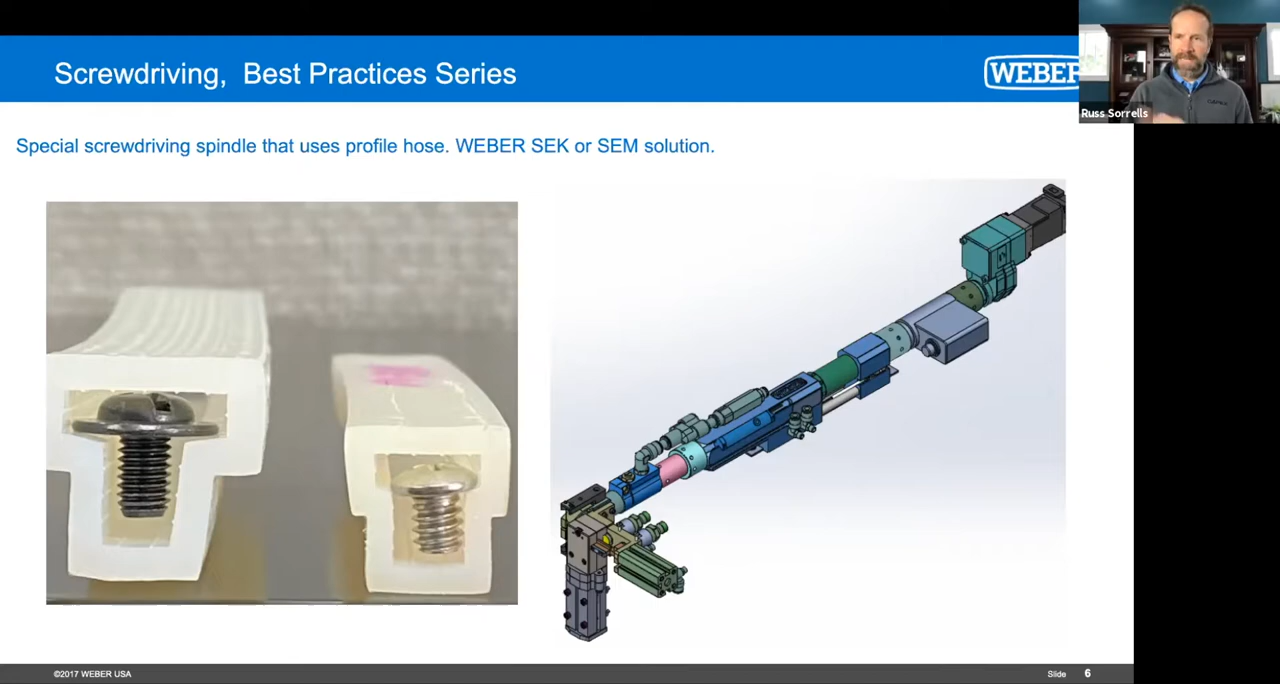 Screwdriving, Best Practices Series
WEBER
Russ Sorrells
Special screwdriving spindle that uses profile hose. WEBER SEK or SEM solution.
©2017 WEBER USA
Slide 6